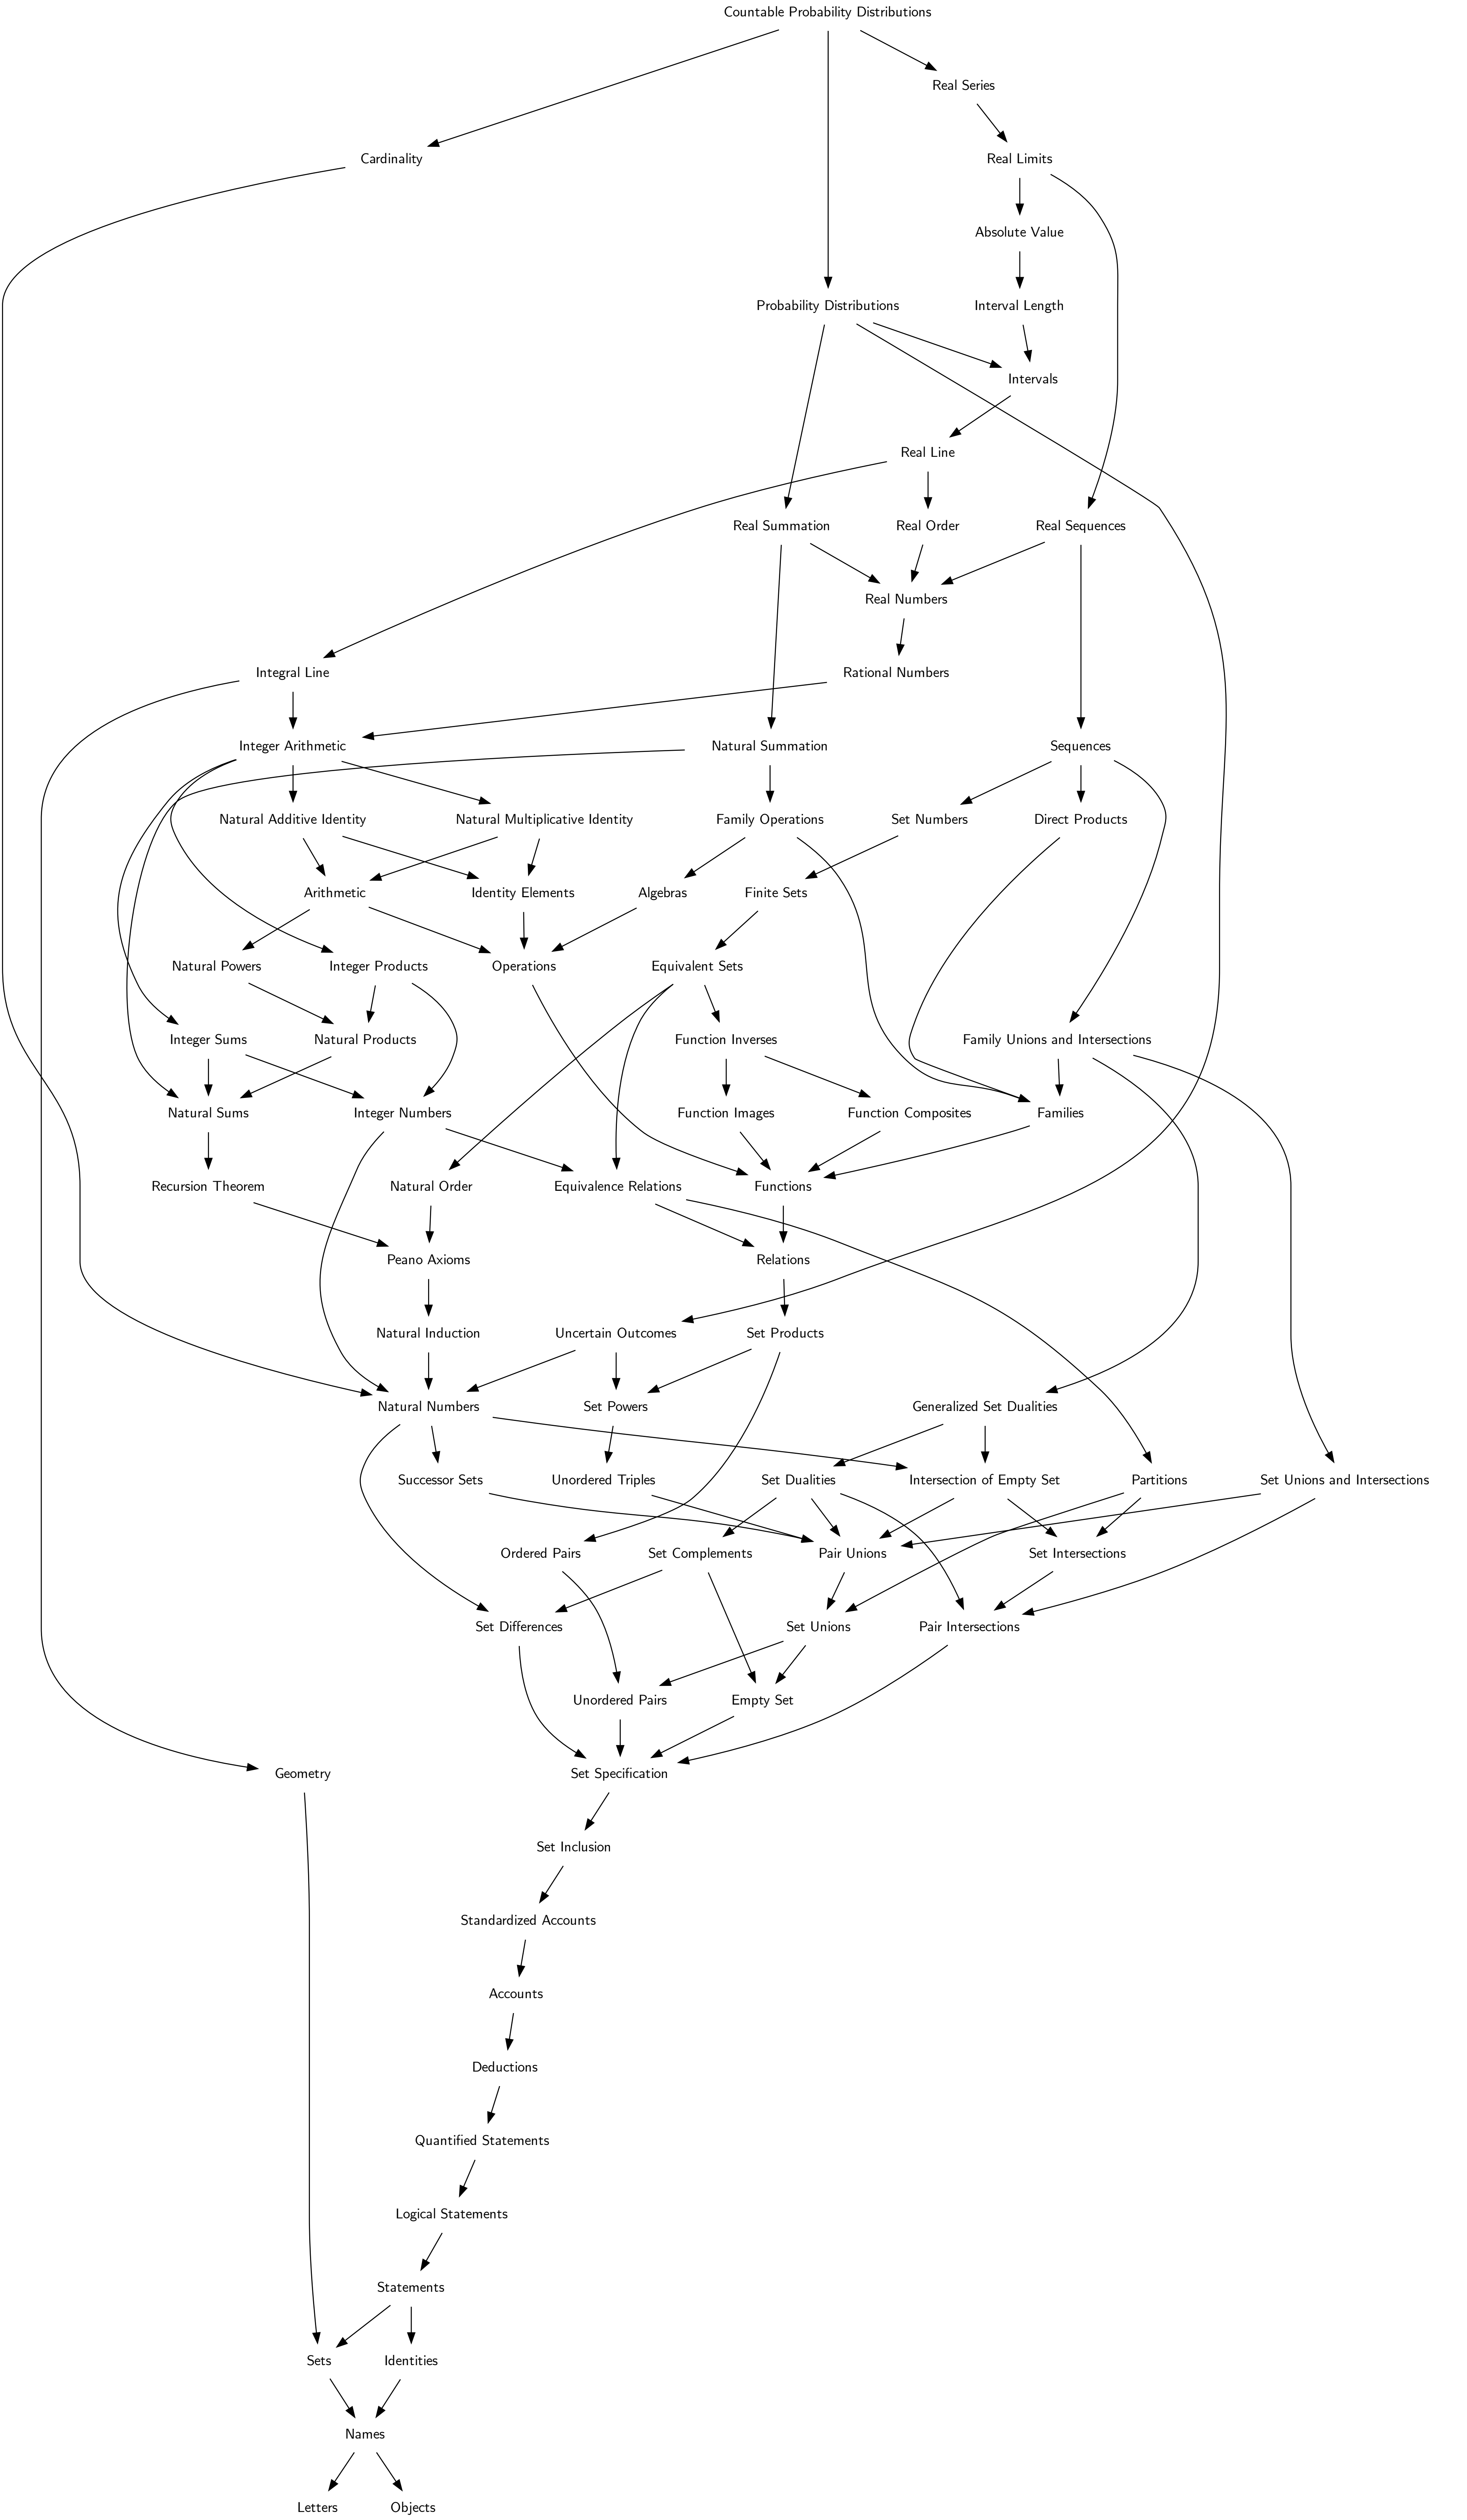 Countable Probability Distributions
Real Series
Cardinality
Real Limits
Absolute Value
Probability Distributions
Interval Length
Intervals
Real Line
Real Summation
Real Order
Real Sequences
Real Numbers
Integral Line
Rational Numbers
Integer Arithmetic
Natural Summation
Sequences
Natural Additive Identity
Natural Multiplicative Identity
Family Operations
Set Numbers
Direct Products
Arithmetic
Identity Elements
Algebras
Finite Sets
Natural Powers
Integer Products
Operations
Equivalent Sets
Integer Sums
Natural Products
Function Inverses
Family Unions and Intersections
Natural Sums
Integer Numbers
Function Images
Function Composites
Families
Recursion Theorem
Natural Order
Equivalence Relations
Functions
Peano Axioms
Relations
Natural Induction
Uncertain Outcomes
Set Products
Natural Numbers
Set Powers
Generalized Set Dualities
Successor Sets
Unordered Triples
Set Dualities
Intersection of Empty Set
Partitions
Set Unions and Intersections
Ordered Pairs
Set Complements
Pair Unions
Set Intersections
Set Differences
Set Unions
Pair Intersections
Unordered Pairs
Empty Set
Geometry
Set Specification
Set Inclusion
Standardized Accounts
Accounts
Deductions
Quantified Statements
Logical Statements
Statements
Sets
Identities
Names
Letters
Objects